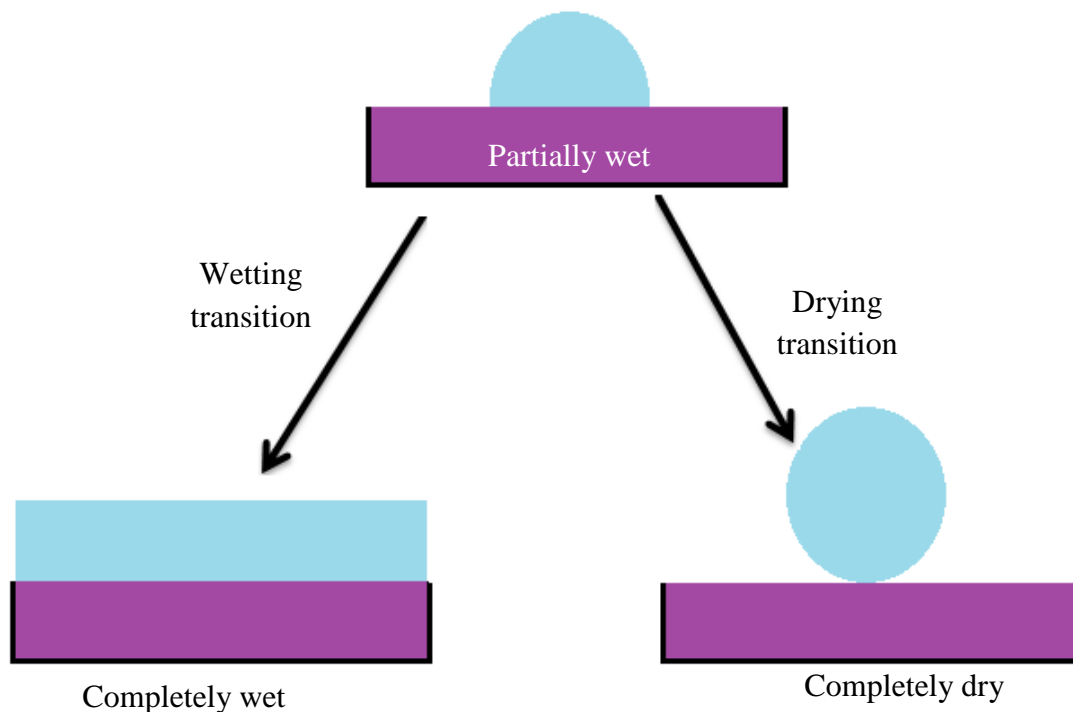 Partially wet
Wetting
transition
Drying
transition
Completely wet
Completely dry